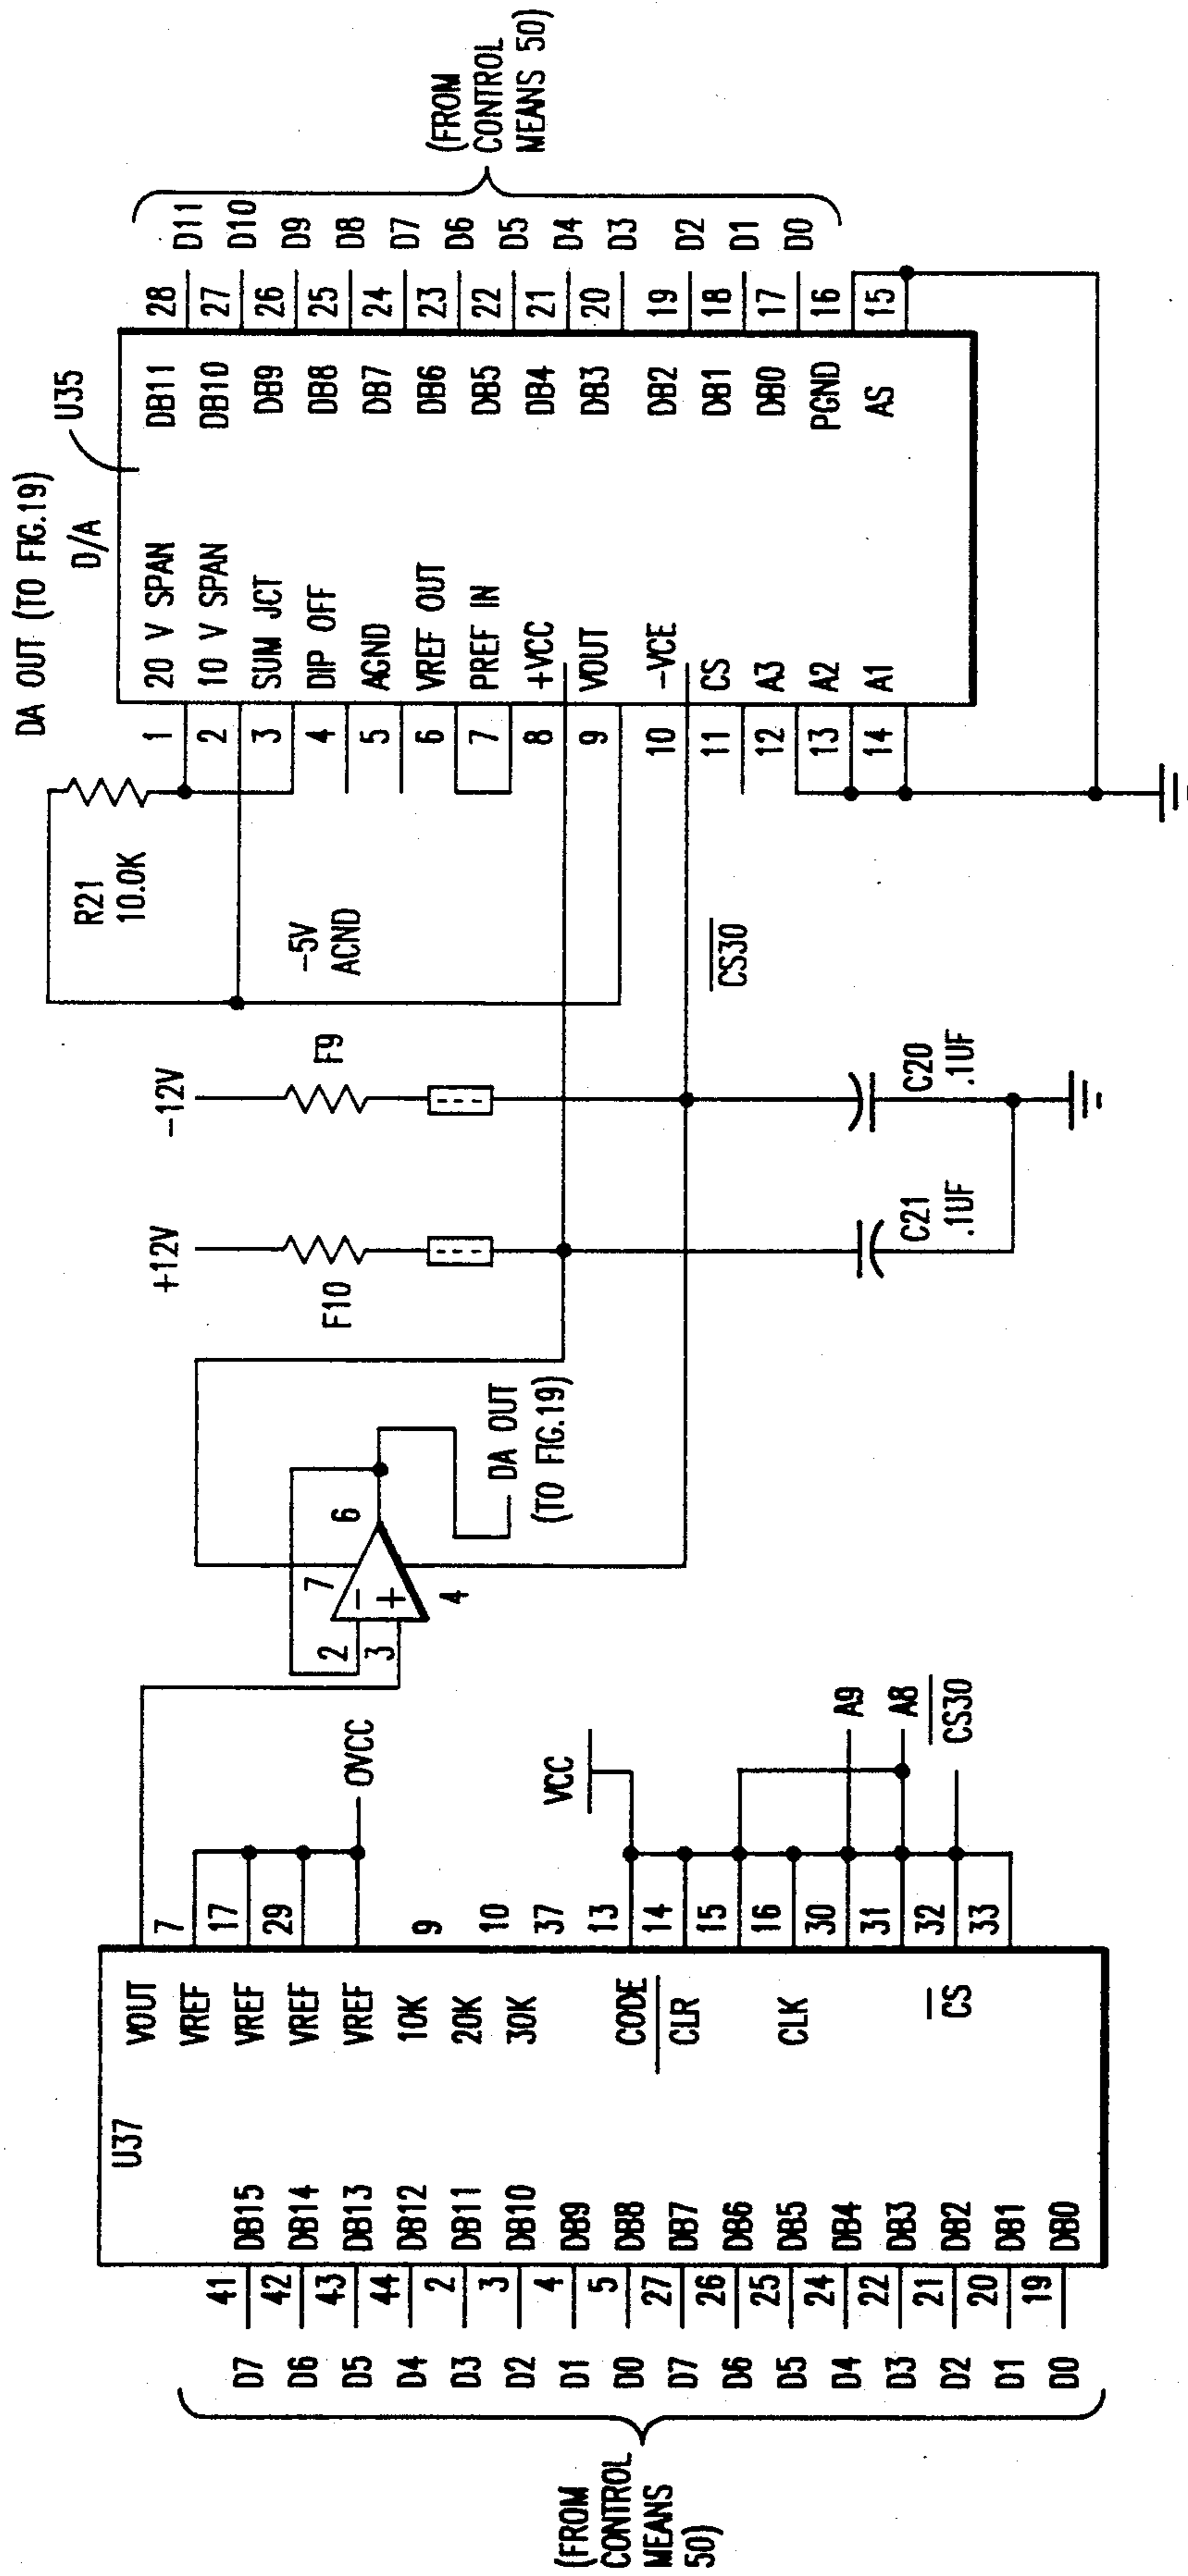 (FROM
CONTROL
MEANS
50)
D7
D6
D5
D4
D3
D2
D1
D0
D7
D6
D5
D4
D3
D2
D1
D0
41
42
43
44
2
3
4
5
27
26
25
24
22
21
20
19
U37
DB15
DB14
DB13
DB12
DB11
DB10
DB9
DB8
DB7
DB6
DB5
DB4
DB3
DB2
DB1
DB0
VOUT
VREF
VREF
VREF
VREF
10K
20K
30K
CODE
CLR
CLK
CS
7
17
29
9
10
37
13
14
15
16
30
31
32
33
OVCC
VCC
A9
A8
CS30
2
3
7
4
6
- 
+
DA OUT
(TO FIG.19)
+12V
F10
-12V
F9
C21
.1UF
C20
.1UF
-5V
ACND
CS30
R21
10.0K
DA OUT (TO FIG.19)
D/A
U35
1
2
3
4
5
6
7
8
9
10
11
12
13
14
20 V SPAN
10 V SPAN
SUM JCT
DIP OFF
AGND
VREF OUT
PREF IN
+VCC
VOUT
-VCE
CS
A3
A2
A1
DB11
DB10
DB9
DB8
DB7
DB6
DB5
DB4
DB3
DB2
DB1
DB0
PGND
AS
28
27
26
25
24
23
22
21
20
19
18
17
16
15
D11
D10
D9
D8
D7
D6
D5
D4
D3
D2
D1
D0
(FROM
CONTROL
MEANS 50)